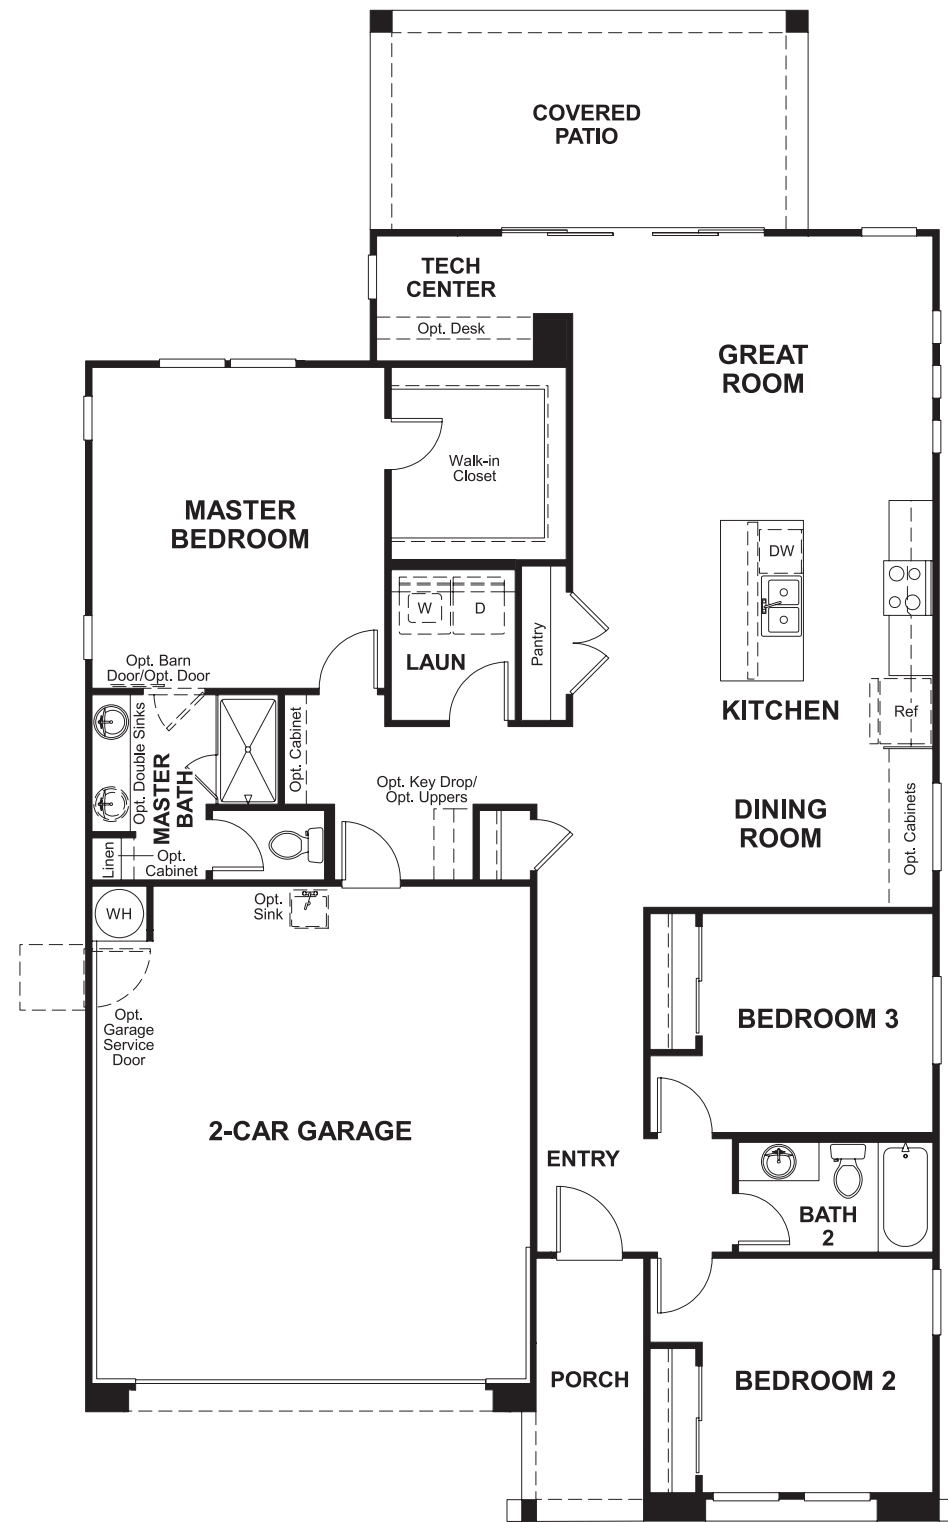 COVERED
PATIO
TECH
CENTER
Opt. Desk
GREAT
ROOM
Walk-in
Closet
MASTER
BEDROOM
DW
W
D
LAUN
Pantry
Opt. Barn
Door/Opt. Door
KITCHEN
Ref
Opt. Double Sinks
MASTER
BATH
Opt. Cabinet
Opt. Key Drop/
Opt. Uppers
DINING
ROOM
Opt. Cabinets
Linen
Opt.
Cabinet
WH
Opt.
Sink
Opt.
Garage
Service
Door
BEDROOM 3
2-CAR GARAGE
ENTRY
BATH
2
PORCH
BEDROOM 2